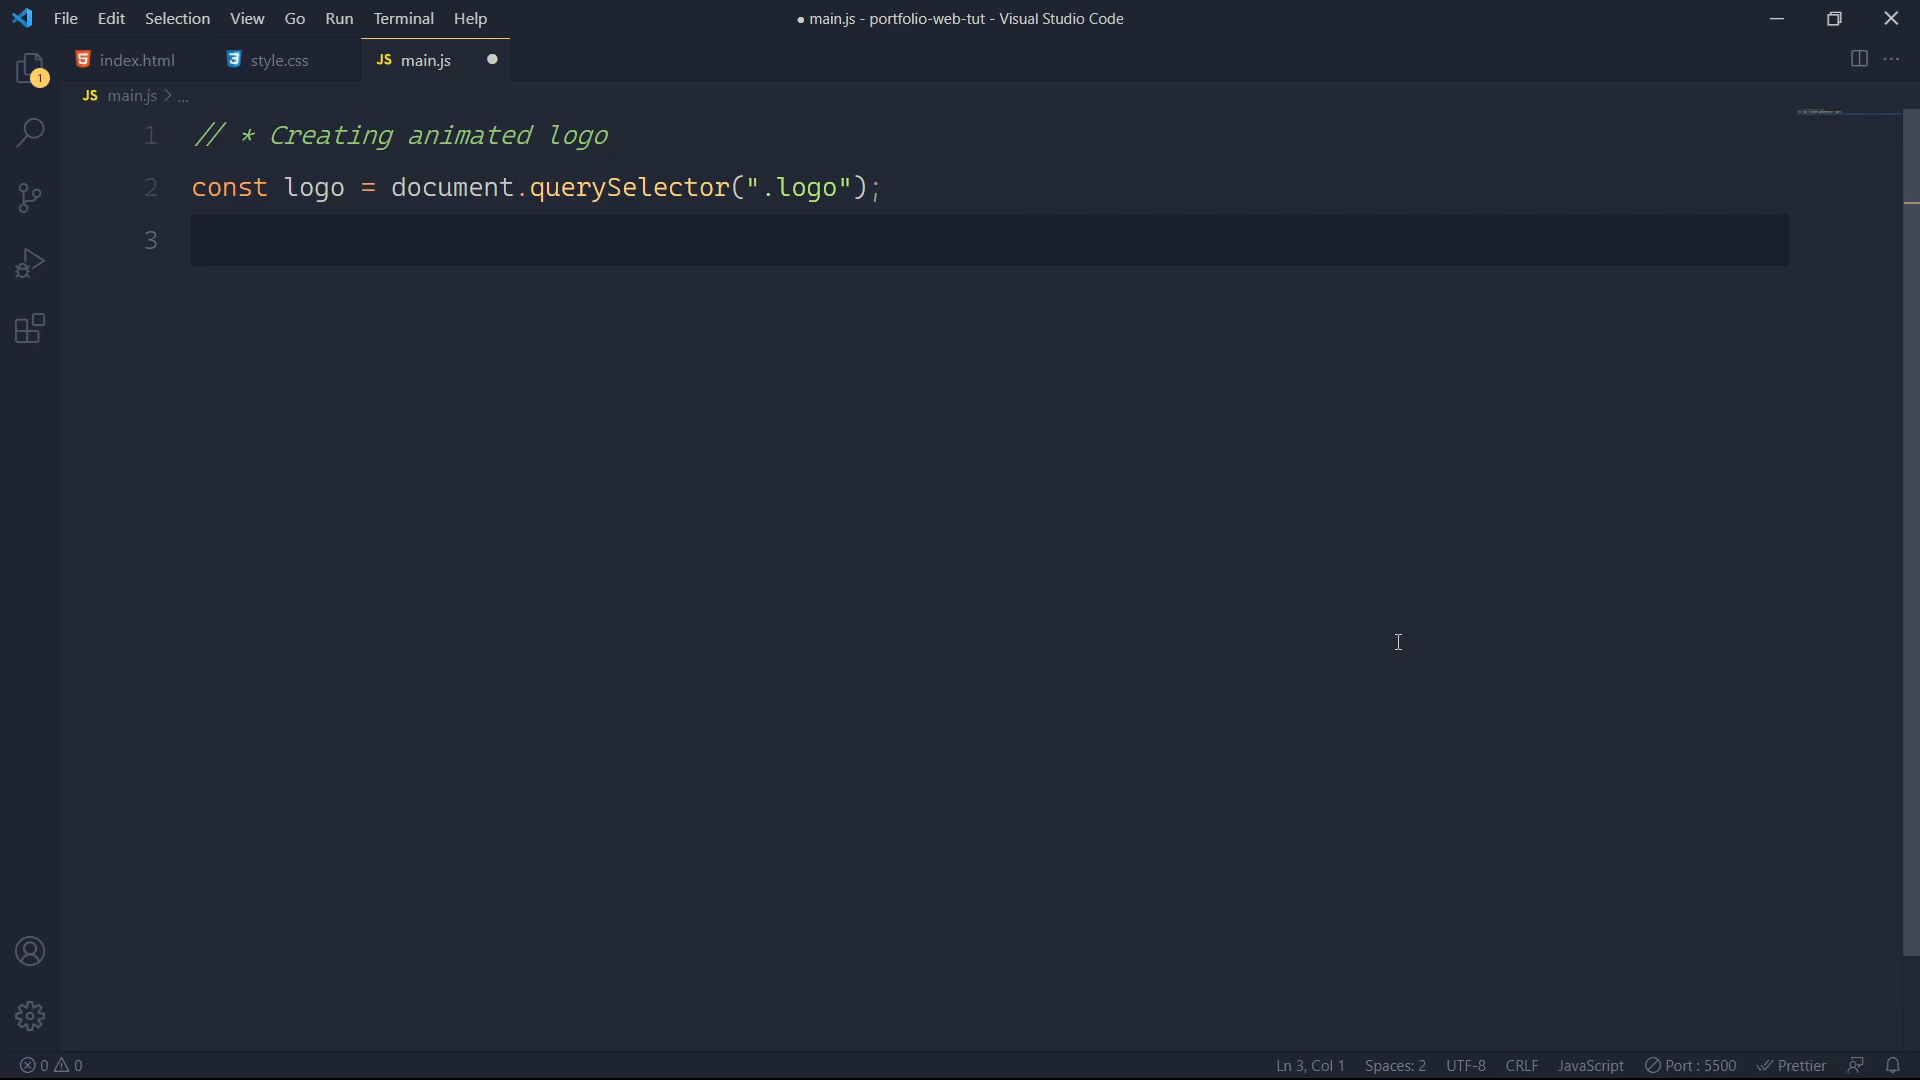 File Edit Selection View Go Run Terminal Help ● main.js - portfolio-web-tut - Visual Studio Code
1
index.html style.css JS main.js
JS main.js > ...
1 // * Creating animated logo
2 const logo = document.querySelector(".logo");
3
0 0 Ln 3, Col 1 Spaces: 2 UTF-8 CRLF JavaScript Port : 5500 Prettier